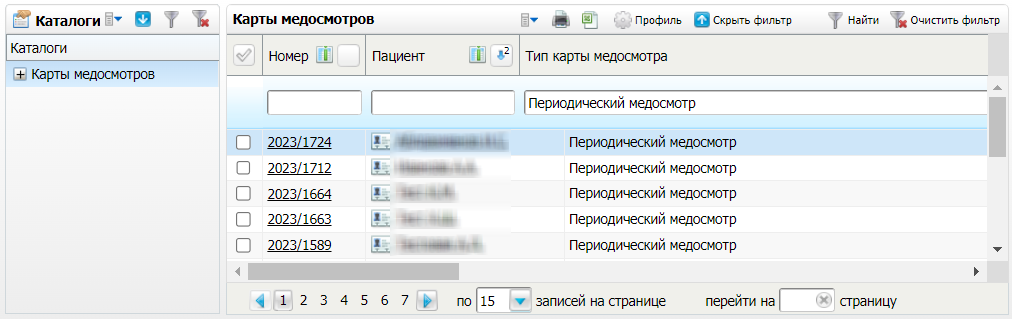 Каталоги
Каталоги
Карты медосмотров
Карты медосмотров
Профиль Скрыть фильтр Найти Очистить фильтр
Номер Пациент 2 Тип карты медосмотра
Периодический медосмотр
2023/1724 Периодический медосмотр
2023/1712 Периодический медосмотр
2023/1664 Периодический медосмотр
2023/1663 Периодический медосмотр
2023/1589 Периодический медосмотр
1 2 3 4 5 6 7 по 15 записей на странице перейти на страницу